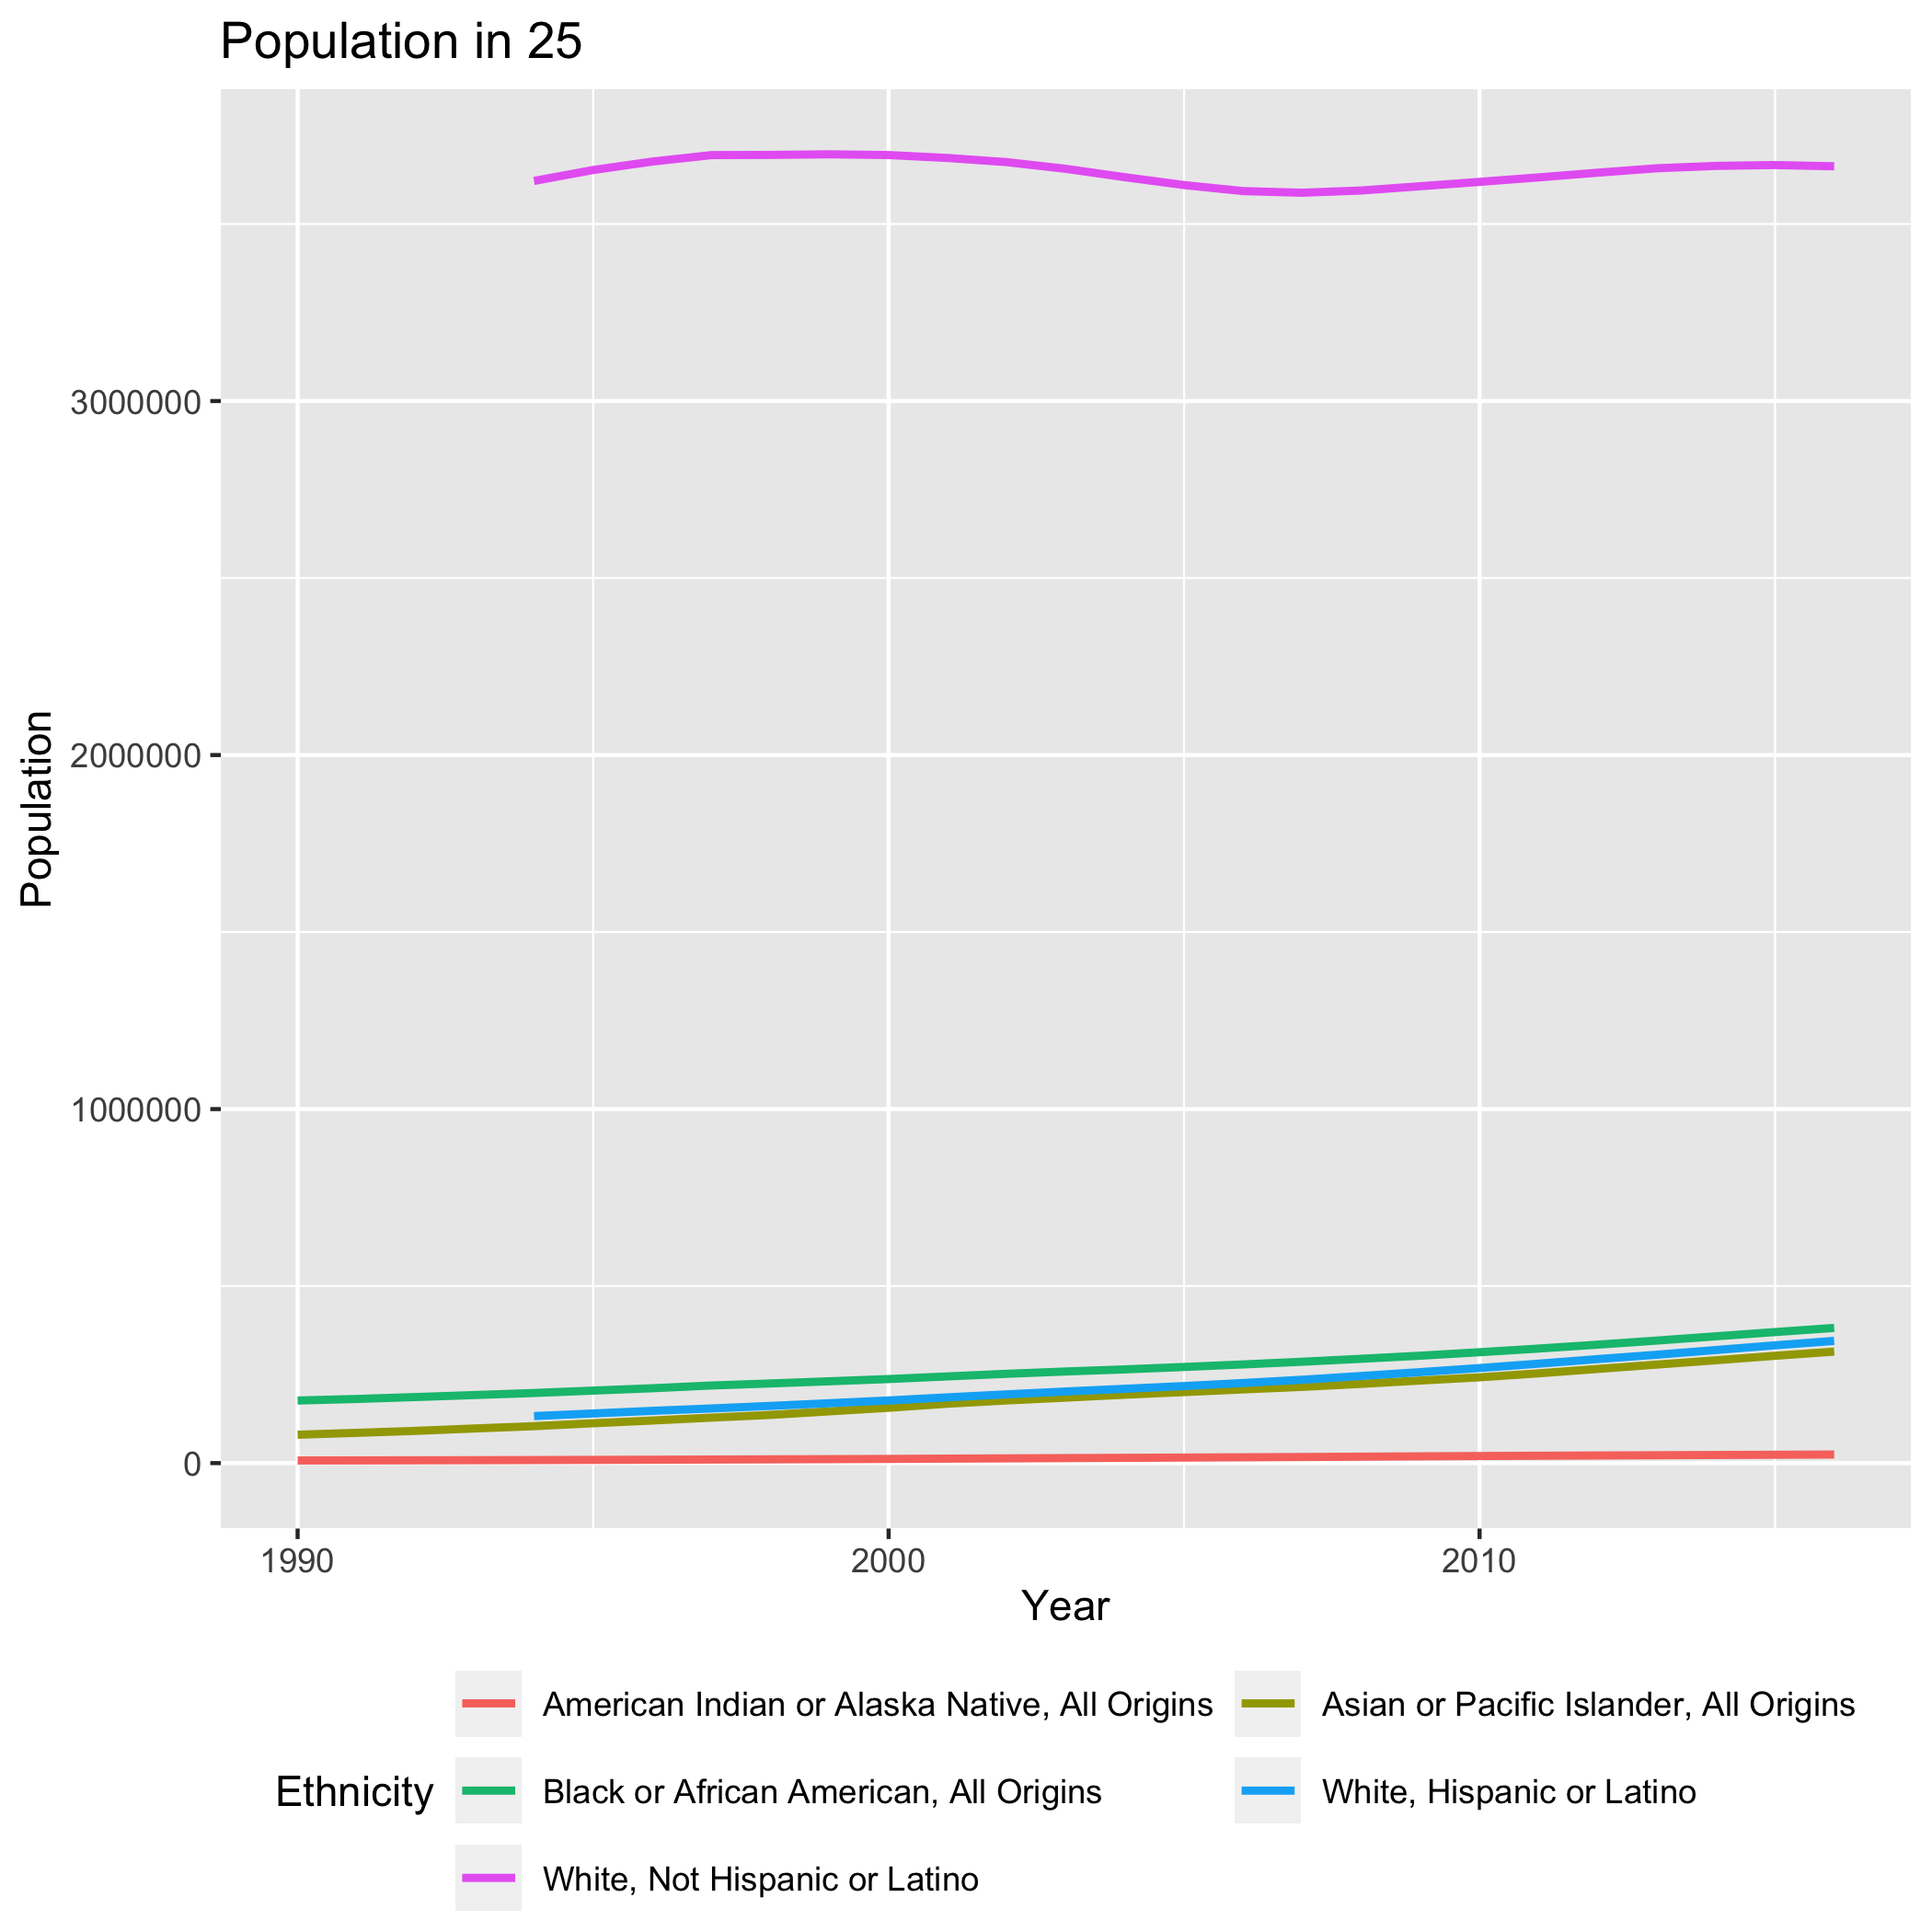 Population in 25
Population
3000000
2000000
1000000
0
1990
2000
2010
Year
Ethnicity
American Indian or Alaska Native, All Origins
Asian or Pacific Islander, All Origins
Black or African American, All Origins
White, Hispanic or Latino
White, Not Hispanic or Latino